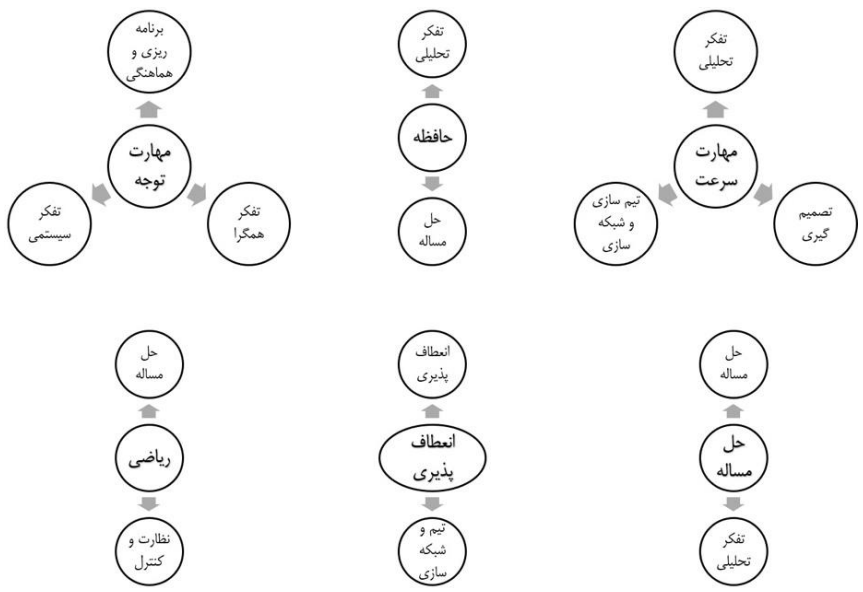 تفکر
تحلیلی
مهارت
سرعت
تصمیم
گیری
تیم سازی
و شبکه
سازی
تفکر
تحلیلی
حافظه
حل
مساله
برنامه
ریزی و
هماهنگی
مهارت
توجه
تفکر
همگرا
تفکر
سیستمی
حل
مساله
حل
مساله
تفکر
تحلیلی
انعطاف
پذیری
انعطاف
پذیری
تیم و
شبکه
سازی
حل
مساله
ریاضی
نظارت و
کنترل